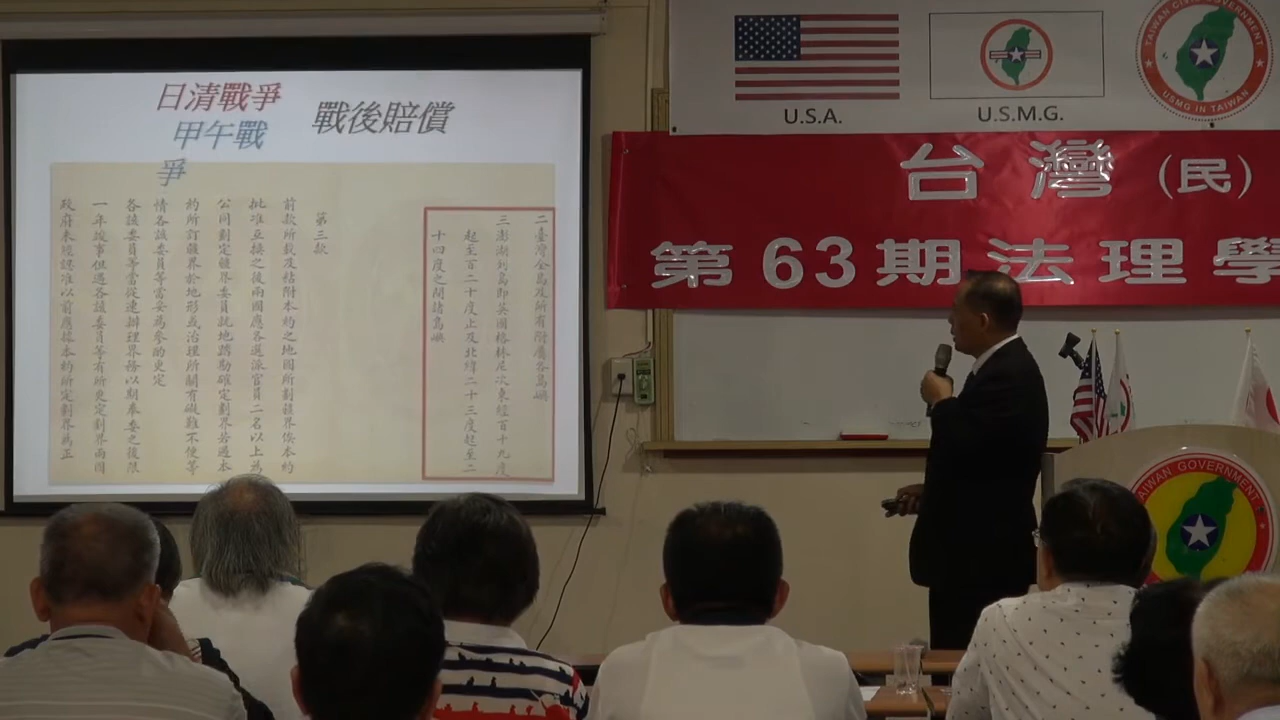 日清戰爭
甲午戰
爭
戰後賠償
二臺灣全島及所有附屬各島嶼
三澎湖列島即英國格林尼次東經百十九度
起至百二十度止及北緯二十三度起至二
十四度之間諸島嶼
第三款
前款所載及粘附本約之地圖所劃疆界俟本約
批准互換之後兩國應各選派官員二名以上為
公同劃定疆界委員就地踏勘確定劃界若遇本
約所訂疆界於地形或治理所關有礙難不便等
情各該委員等當妥為參酌更定
各該委員等當從速辦理界務以期奉委之後限
一年竣事但遇各該委員等有所更定劃界兩國
政府未經認准以前應據本約所定劃界為正
U.S.A.
U.S.M.G.
TAIWAN CIVIL GOVERNMENT
USMG IN TAIWAN
台灣(民)
第63期法理學
TAIWAN GOVERNMENT